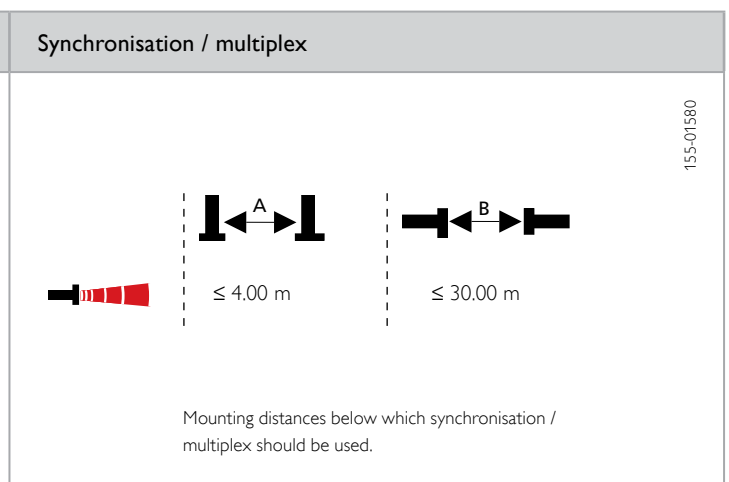 Synchronisation / multiplex
155-01580
A
B
≤ 4.00 m
≤ 30.00 m
Mounting distances below which synchronisation /
multiplex should be used.